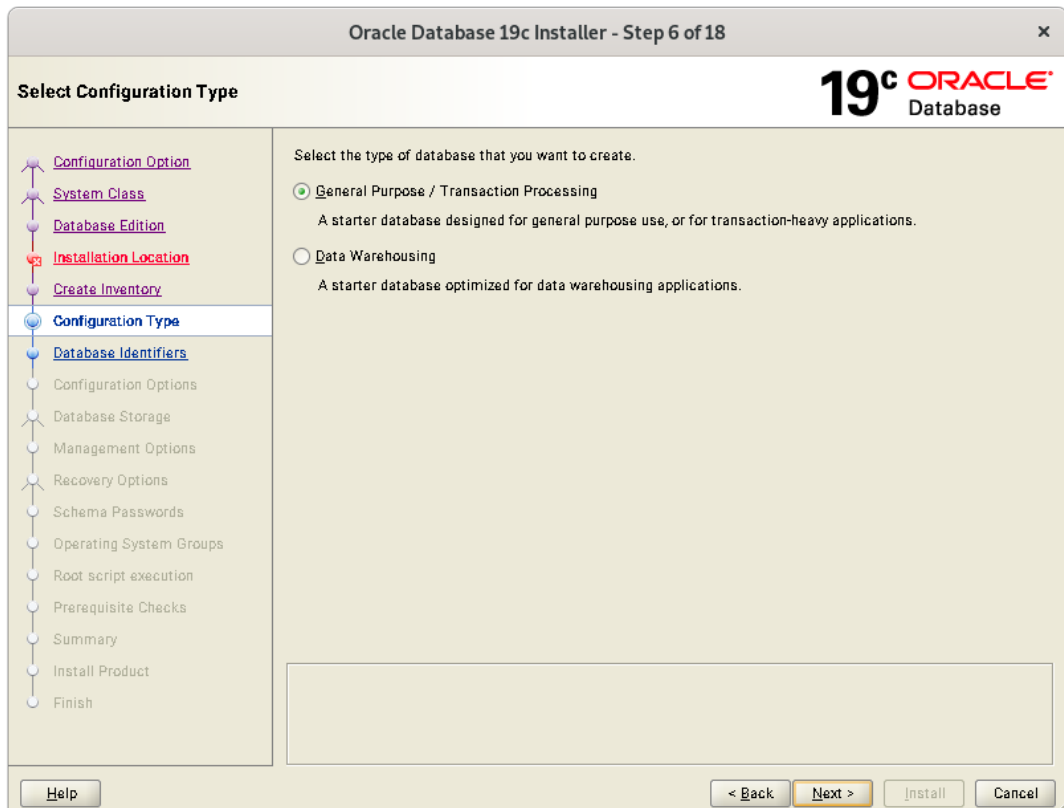 Oracle Database 19c Installer - Step 6 of 18
×
Select Configuration Type
19c ORACLE
Database
Configuration Option
System Class
Database Edition
Installation Location
Create Inventory
Configuration Type
Database Identifiers
Configuration Options
Database Storage
Management Options
Recovery Options
Schema Passwords
Operating System Groups
Root script execution
Prerequisite Checks
Summary
Install Product
Finish
Select the type of database that you want to create.
General Purpose / Transaction Processing
A starter database designed for general purpose use, or for transaction-heavy applications.
Data Warehousing
A starter database optimized for data warehousing applications.
Help
< Back
Next >
Install
Cancel